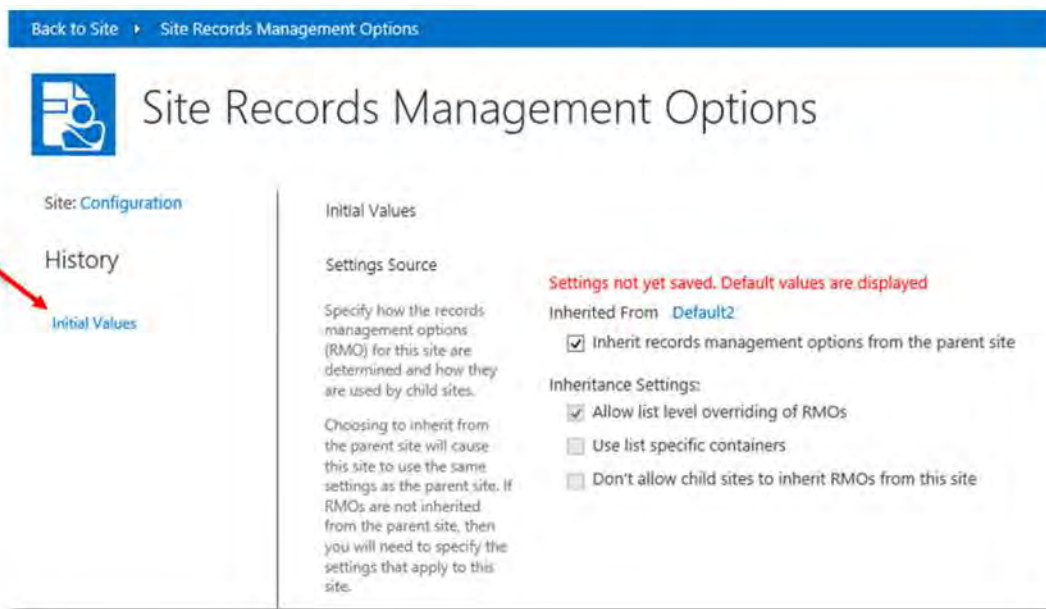 Back to Site ▸ Site Records Management Options
Site Records Management Options
Site: Configuration
History
Initial Values
Initial Values
Settings Source
Specify how the records
management options
(RMO) for this site are
determined and how they
are used by child sites.
Choosing to inherit from
the parent site will cause
this site to use the same
settings as the parent site. If
RMOs are not inherited
from the parent site, then
you will need to specify the
settings that apply to this
site.
Settings not yet saved. Default values are displayed
Inherited From Default2
Inherit records management options from the parent site
Inheritance Settings:
Allow list level overriding of RMOs
Use list specific containers
Don't allow child sites to inherit RMOs from this site